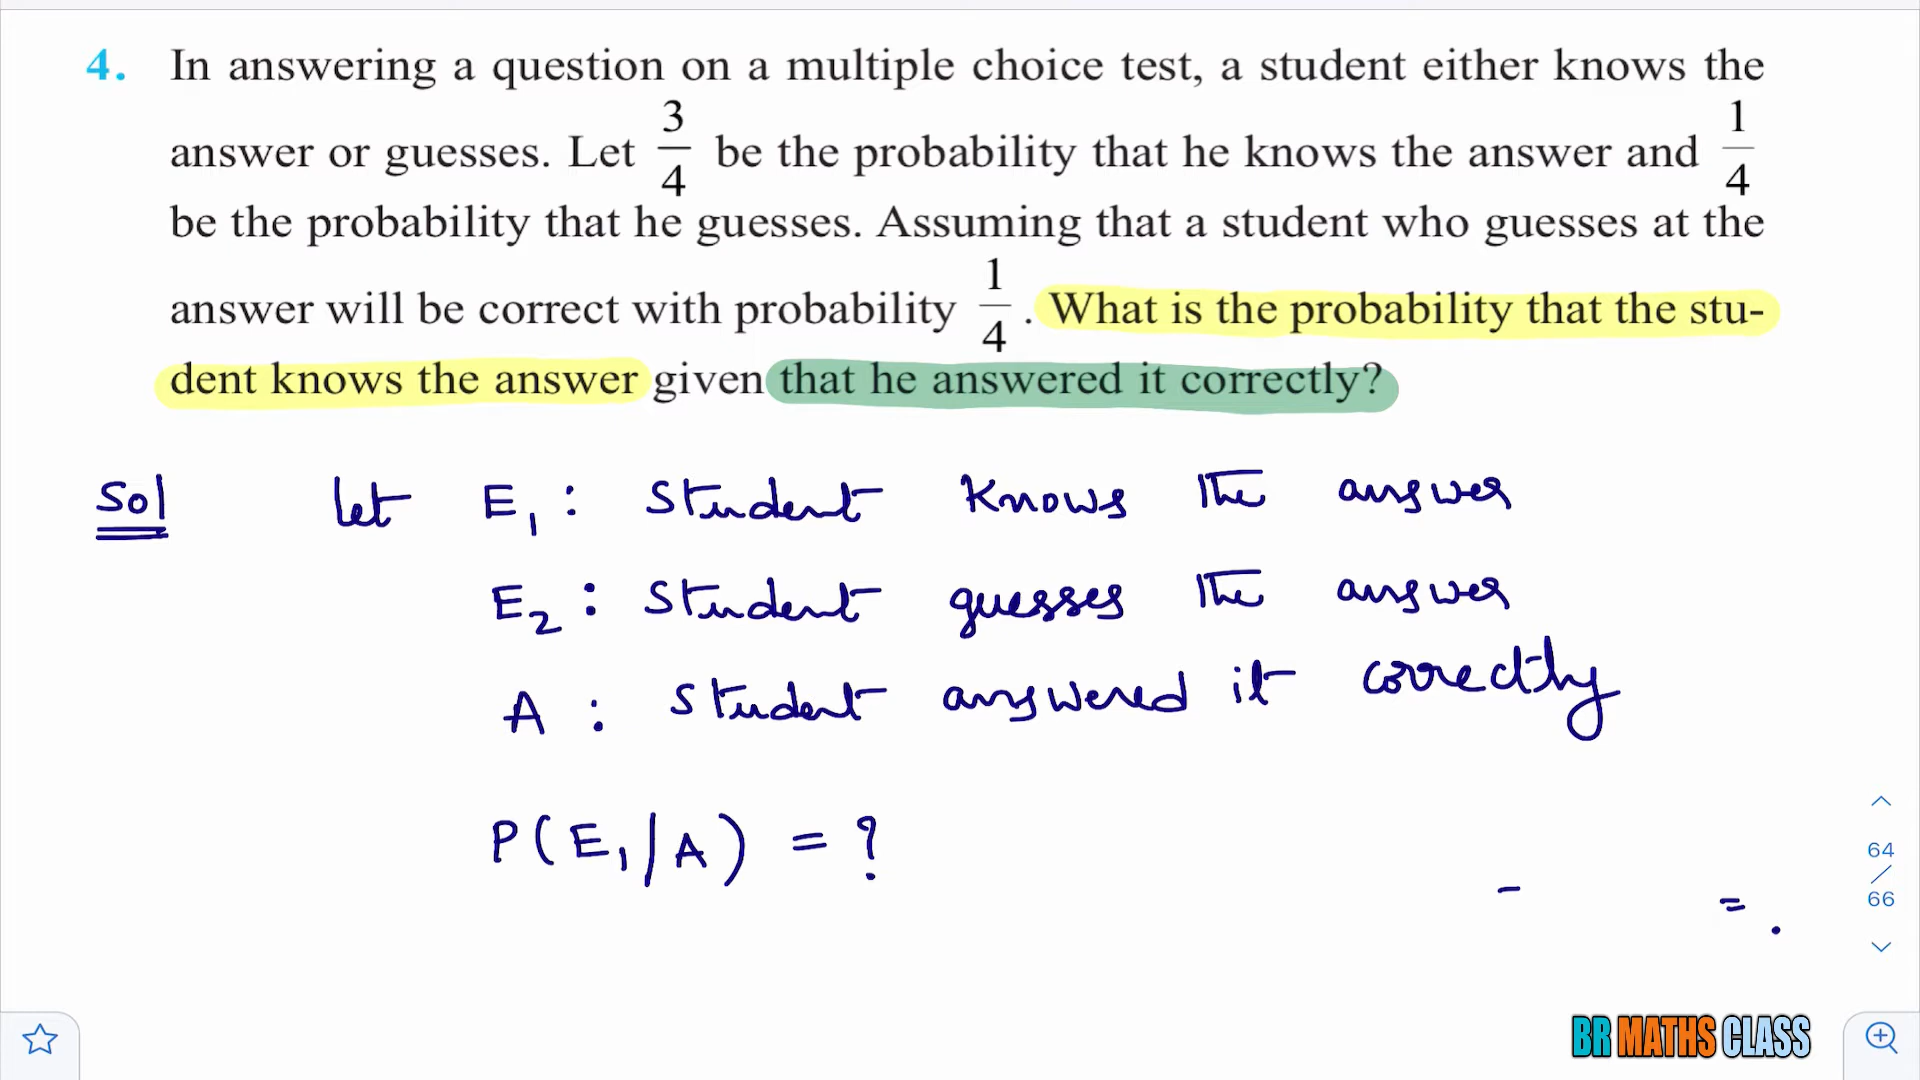 4. In answering a question on a multiple choice test, a student either knows the
answer or guesses. Let 3/4 be the probability that he knows the answer and 1/4
be the probability that he guesses. Assuming that a student who guesses at the
answer will be correct with probability 1/4. What is the probability that the stu-
dent knows the answer given that he answered it correctly?
Sol let E₁ : Student knows the answer
E₂ : Student guesses the answer
A : Student answered it correctly
P(E₁/A) = ?
64
/
66
BR MATHS CLASS